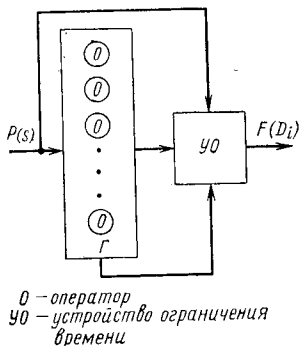 О
О
О
P(s)
УО
F(Di)
О
Г
О – оператор
УО – устройство ограничения
времени